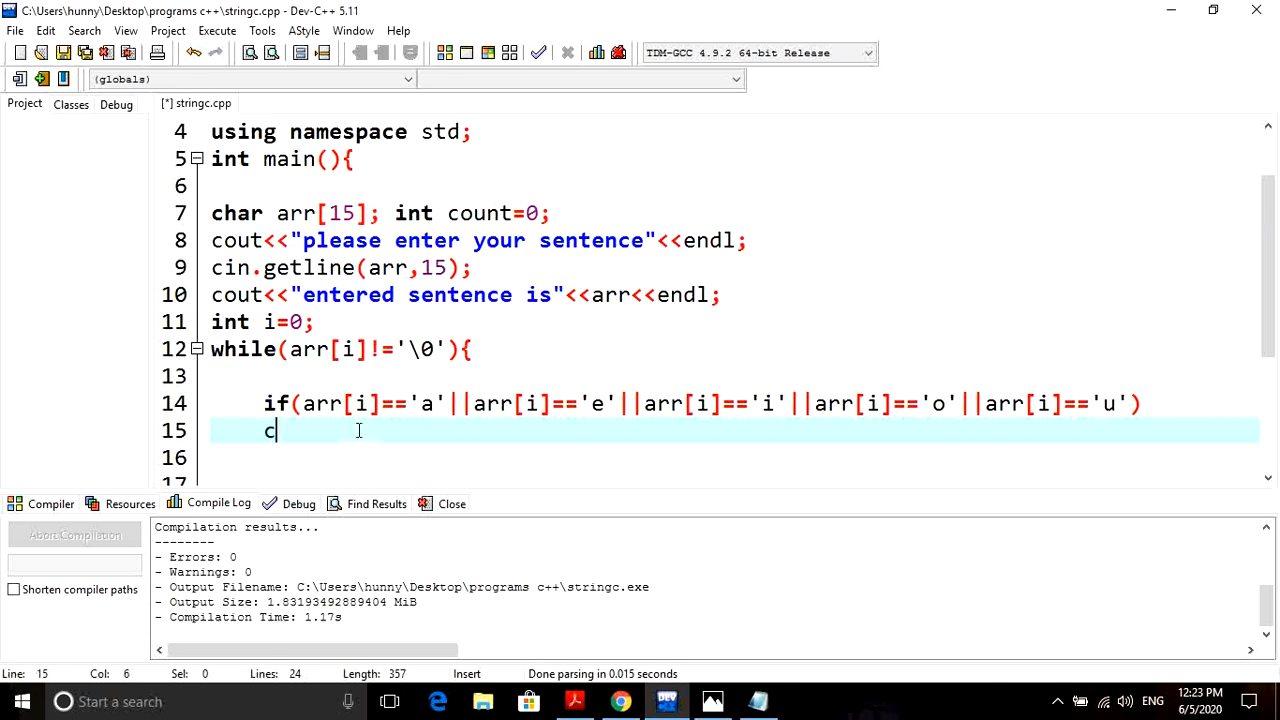 C:\Users\hunny\Desktop\programs c++\stringc.cpp - Dev-C++ 5.11
File Edit Search View Project Execute Tools AStyle Window Help
TDM-GCC 4.9.2 64-bit Release
(globals)
Project Classes Debug [*] stringc.cpp
4 using namespace std;
5 int main(){
6
7 char arr[15]; int count=0;
8 cout<<"please enter your sentence"<<endl;
9 cin.getline(arr,15);
10 cout<<"entered sentence is"<<arr<<endl;
11 int i=0;
12 while(arr[i]!='\0'){
13
14 if(arr[i]=='a'||arr[i]=='e'||arr[i]=='i'||arr[i]=='o'||arr[i]=='u')
15 c
16
17
Compiler Resources Compile Log Debug Find Results Close
Abort Compilation
Shorten compiler paths
Compilation results...
--------
- Errors: 0
- Warnings: 0
- Output Filename: C:\Users\hunny\Desktop\programs c++\stringc.exe
- Output Size: 1.83193492889404 MiB
- Compilation Time: 1.17s
Line: 15 Col: 6 Sel: 0 Lines: 24 Length: 357 Insert Done parsing in 0.015 seconds
Start a search
DEV
ENG
12:23 PM
6/5/2020